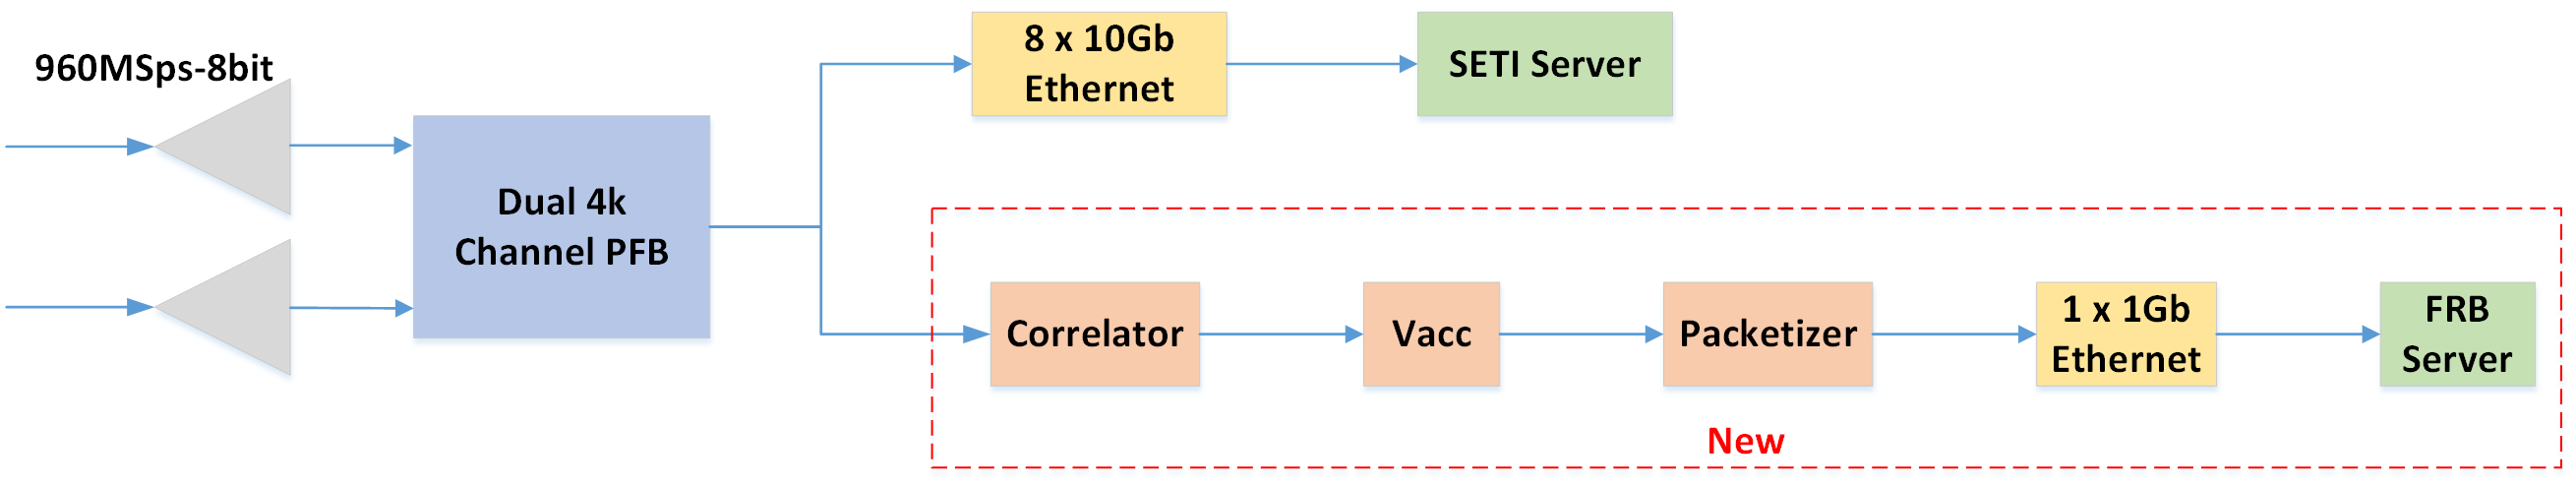 960MSps-8bit
Dual 4k
Channel PFB
8 x 10Gb
Ethernet
SETI Server
Correlator
Vacc
Packetizer
1 x 1Gb
Ethernet
FRB
Server
New